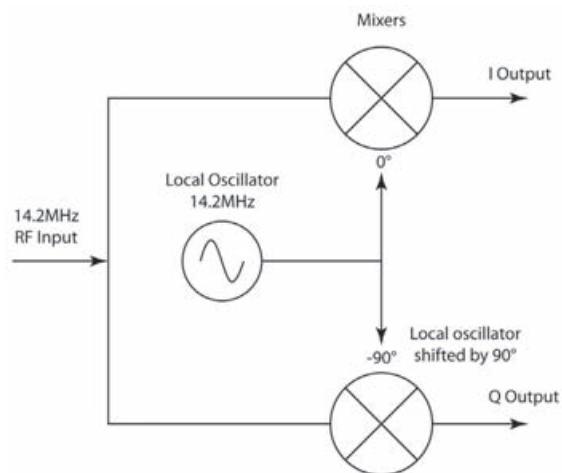 Mixers
I Output
0°
Local Oscillator
14.2MHz
14.2MHz
RF Input
-90°
Local oscillator
shifted by 90°
Q Output